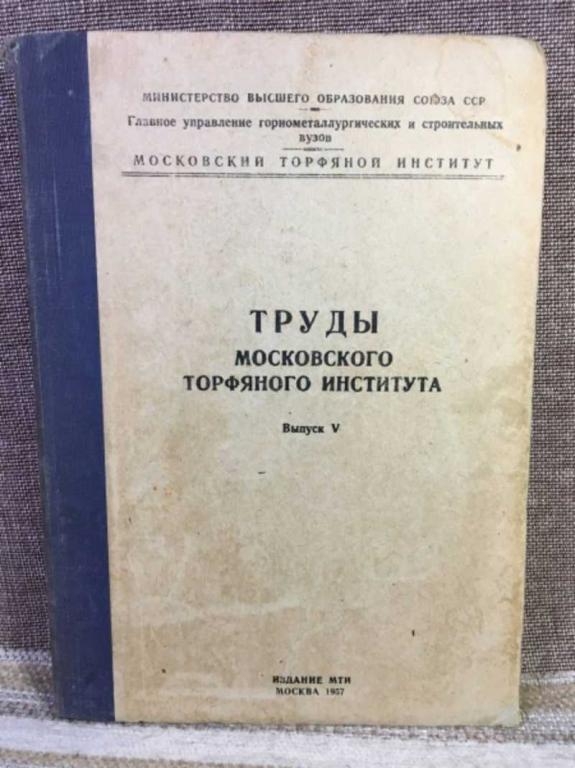 МИНИСТЕРСТВО ВЫСШЕГО ОБРАЗОВАНИЯ СОЮЗА ССР
Главное управление горнометаллургических и строительных
вузов
МОСКОВСКИЙ ТОРФЯНОЙ ИНСТИТУТ
ТРУДЫ
МОСКОВСКОГО
ТОРФЯНОГО ИНСТИТУТА
Выпуск V
ИЗДАНИЕ МТИ
МОСКВА 1957